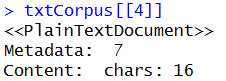 > txtCorpus[[4]]
<<PlainTextDocument>>
Metadata:  7
Content:  chars: 16